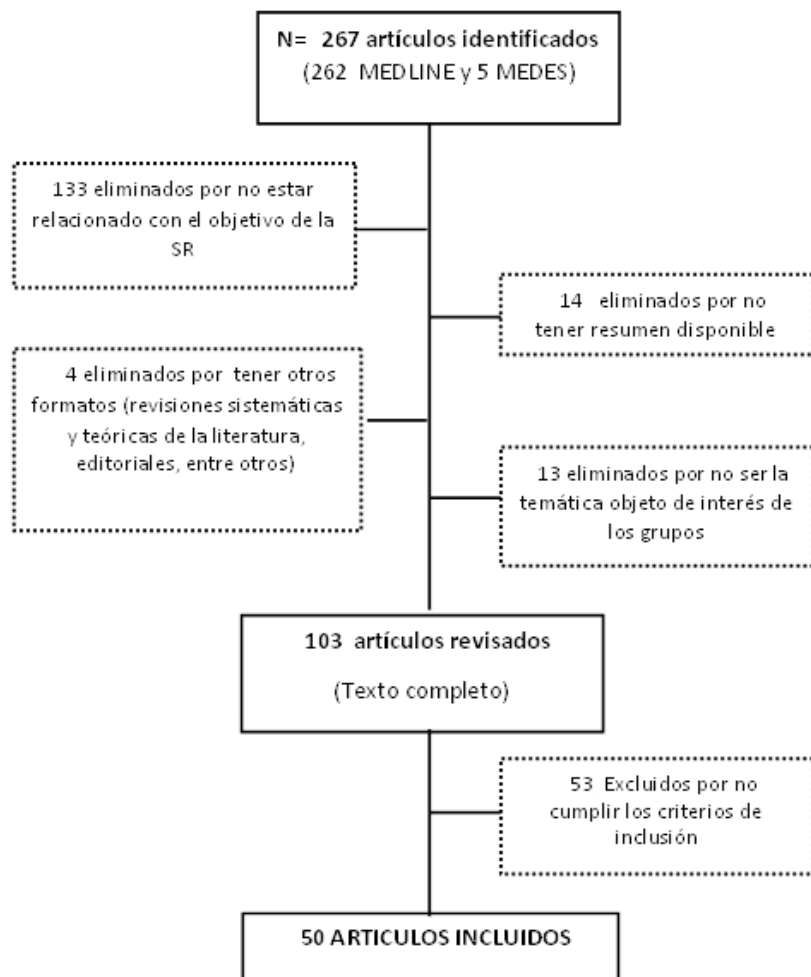 N= 267 artículos identificados
(262 MEDLINE y 5 MEDES)
133 eliminados por no estar
relacionado con el objetivo de la
SR
14 eliminados por no
tener resumen disponible
4 eliminados por tener otros
formatos (revisiones sistemáticas
y teóricas de la literatura,
editoriales, entre otros)
13 eliminados por no ser la
temática objeto de interés de
los grupos
103 artículos revisados
(Texto completo)
53 Excluidos por no
cumplir los criterios de
inclusión
50 ARTICULOS INCLUIDOS